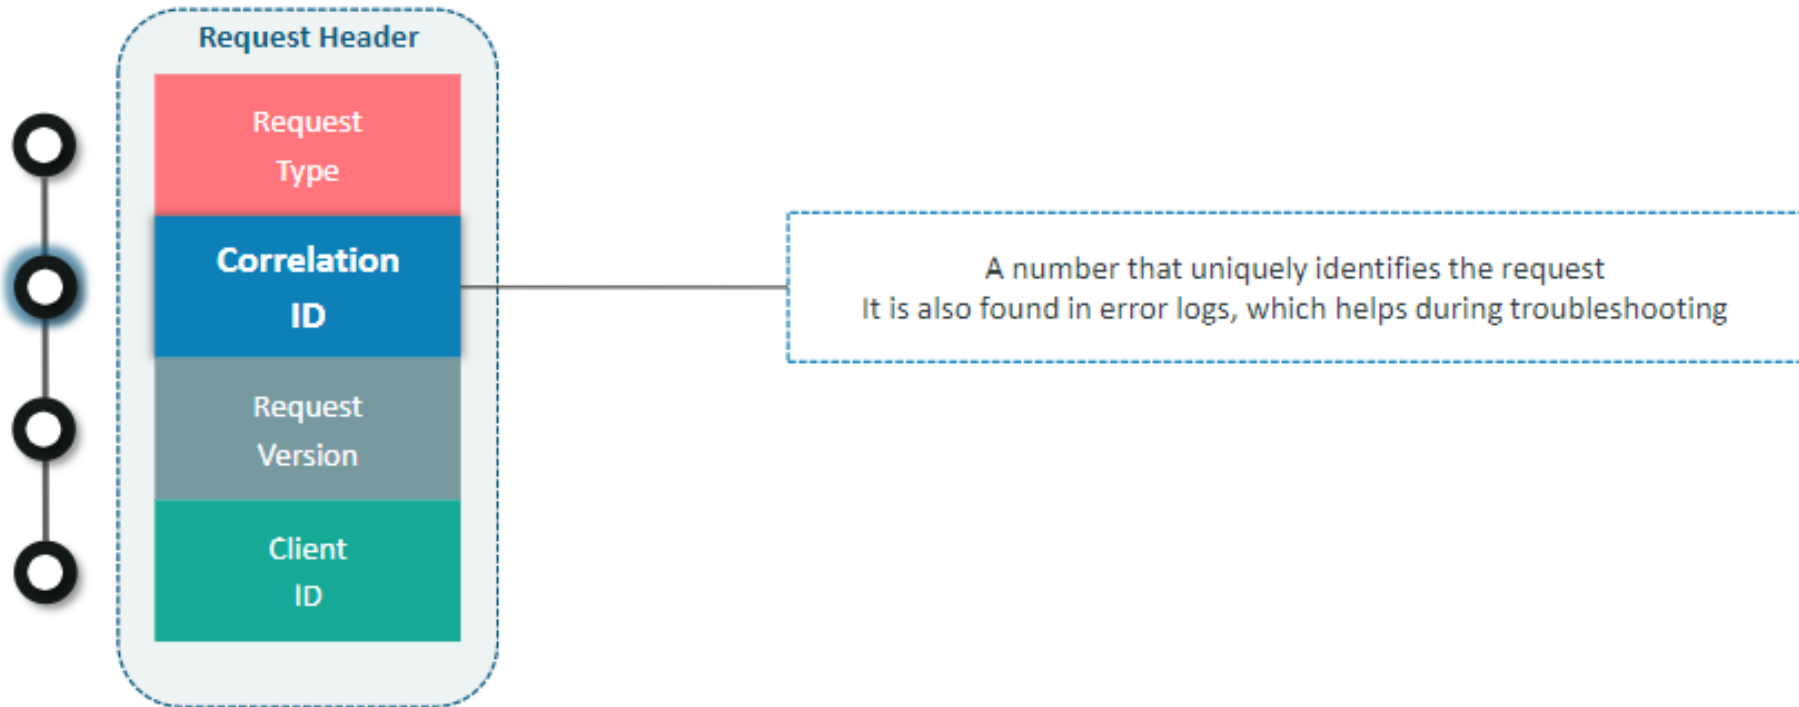 Request Header
Request
Type
Correlation
ID
A number that uniquely identifies the request
It is also found in error logs, which helps during troubleshooting
Request
Version
Client
ID